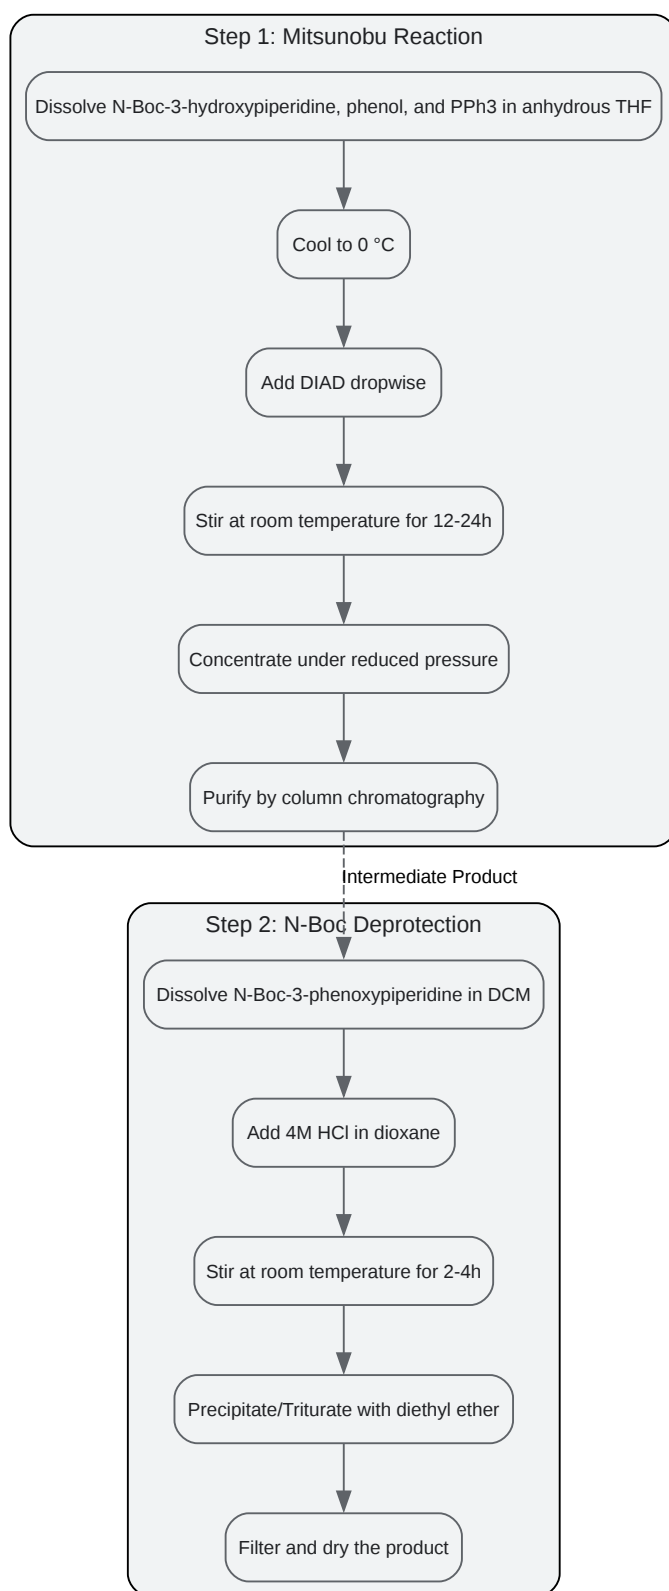 Step 1: Mitsunobu Reaction
Dissolve N-Boc-3-hydroxypiperidine, phenol, and PPh3 in anhydrous THF
Cool to 0 °C
Add DIAD dropwise
Stir at room temperature for 12-24h
Concentrate under reduced pressure
Purify by column chromatography
Intermediate Product
Step 2: N-Boc Deprotection
Dissolve N-Boc-3-phenoxypiperidine in DCM
Add 4M HCl in dioxane
Stir at room temperature for 2-4h
Precipitate/Triturate with diethyl ether
Filter and dry the product